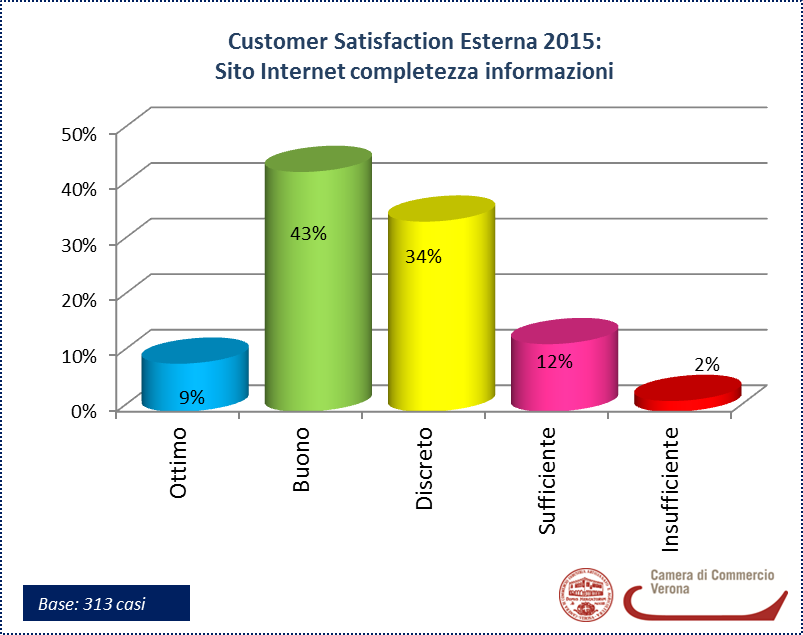 Customer Satisfaction Esterna 2015:
Sito Internet completezza informazioni
50%
40%
30%
20%
10%
0%
9%
43%
34%
12%
2%
Ottimo
Buono
Discreto
Sufficiente
Insufficiente
Base: 313 casi
Camera di Commercio
Verona